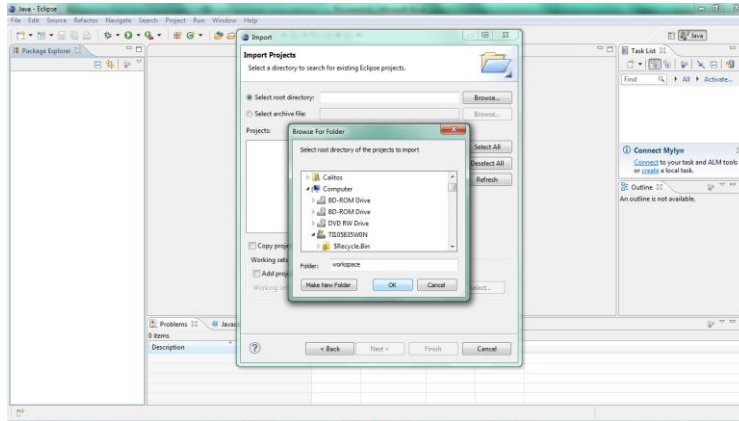 Java - Eclipse
File Edit Source Refactor Navigate Search Project Run Window Help
Java
Package Explorer
Import
Import Projects
Select a directory to search for existing Eclipse projects.
Select root directory:
Browse...
Select archive file:
Browse...
Projects:
Select All
Deselect All
Refresh
Browse For Folder
Select root directory of the projects to import
Calitos
Computer
BD-ROM Drive
BD-ROM Drive
DVD RW Drive
TI105635W0N
$Recycle.Bin
Folder: workspace
Make New Folder OK Cancel
Copy proje
Working sets
Add proj
Working se
elect...
< Back Next > Finish Cancel
Task List
Find All Activate...
Connect Mylyn
Connect to your task and ALM tools
or create a local task.
Outline
An outline is not available.
Problems Javad
0 items
Description